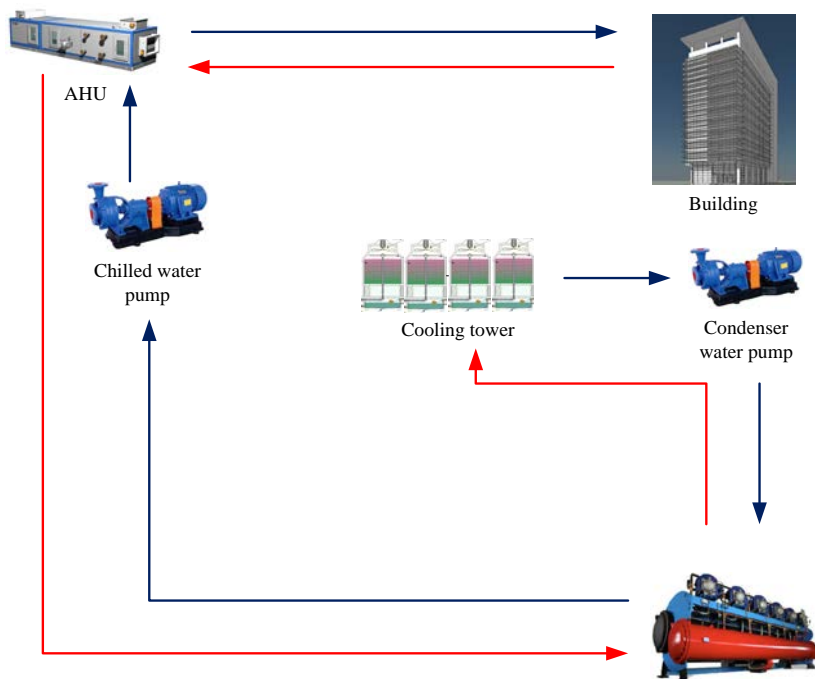 AHU
Building
Chilled water
pump
Cooling tower
Condenser
water pump